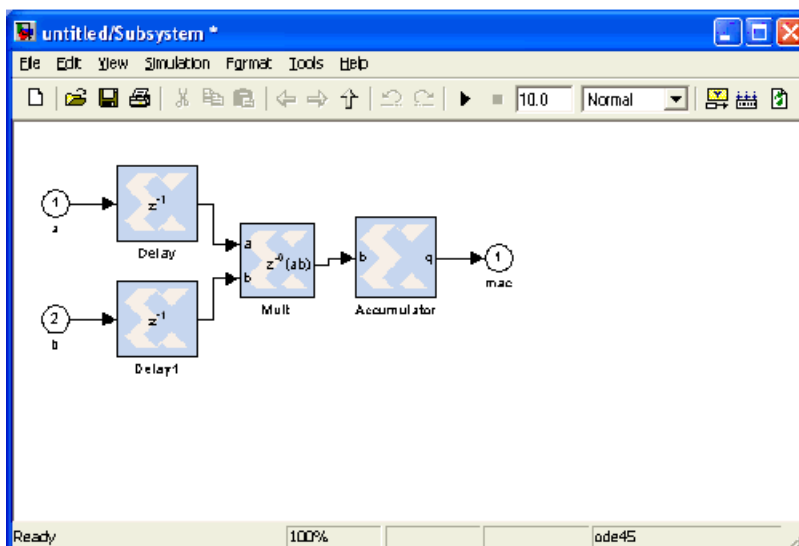 untitled/Subsystem *
File Edit View Simulation Format Tools Help
10.0 Normal
1
a
z⁻¹
Delay
2
b
z⁻¹
Delay1
a
b
z⁻⁰(ab)
Mult
b q
Accumulator
1
mac
Ready 100% ode45